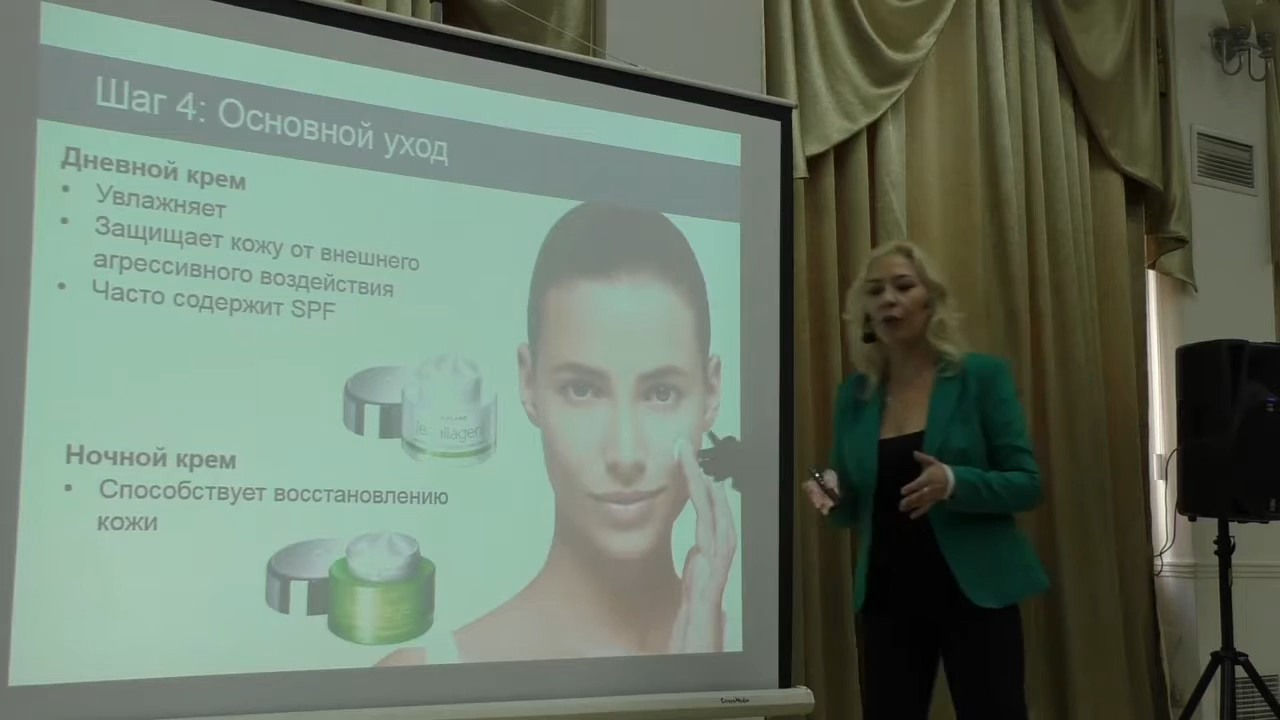 Шаг 4: Основной уход
Дневной крем
• Увлажняет
• Защищает кожу от внешнего
агрессивного воздействия
• Часто содержит SPF
Ночной крем
• Способствует восстановлению
кожи